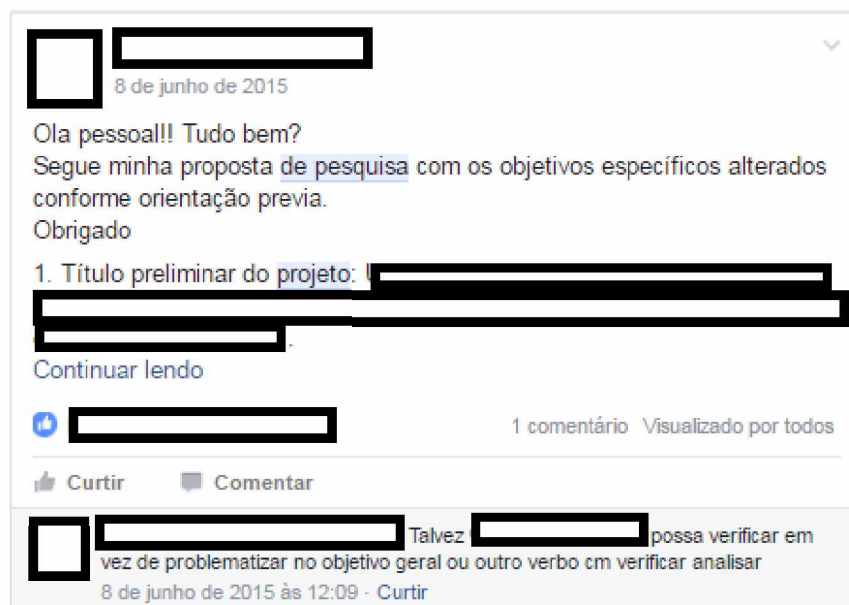 8 de junho de 2015
Ola pessoal!! Tudo bem?
Segue minha proposta de pesquisa com os objetivos específicos alterados
conforme orientação previa.
Obrigado
1. Título preliminar do projeto:
.
Continuar lendo
1 comentário Visualizado por todos
Curtir Comentar
Talvez possa verificar em
vez de problematizar no objetivo geral ou outro verbo cm verificar analisar
8 de junho de 2015 às 12:09 · Curtir